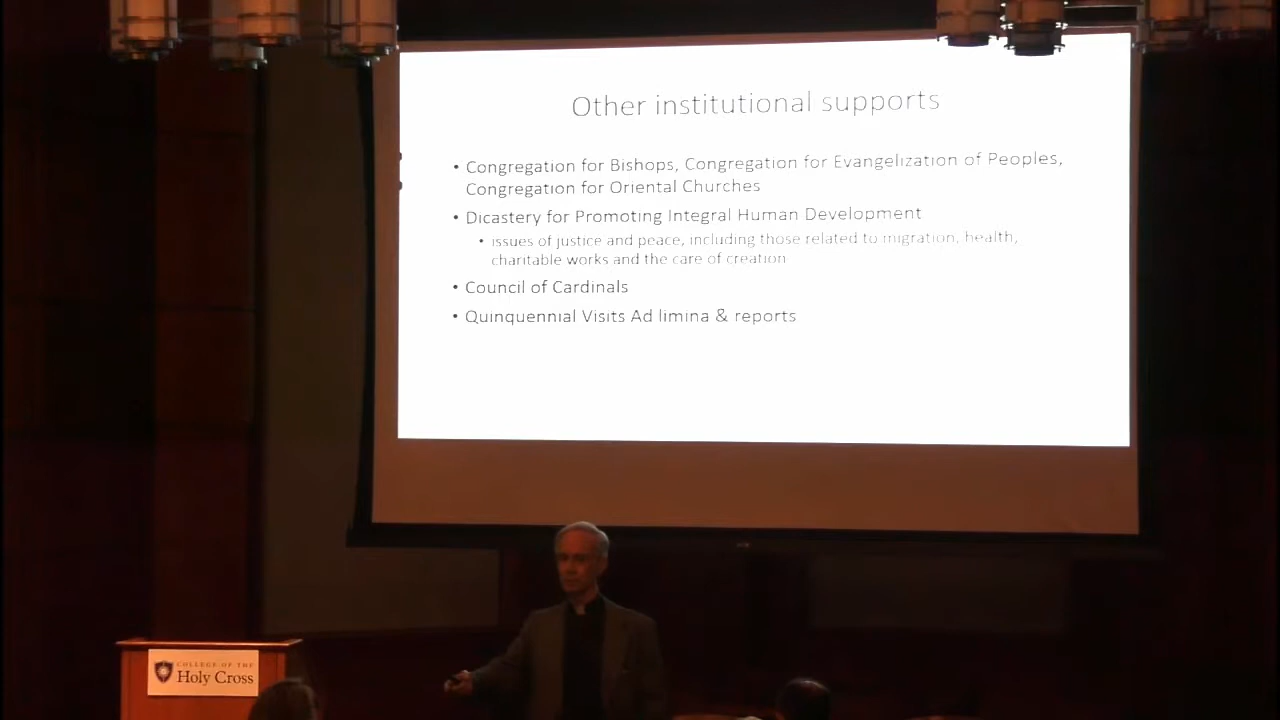 Other institutional supports
• Congregation for Bishops, Congregation for Evangelization of Peoples,
Congregation for Oriental Churches
• Dicastery for Promoting Integral Human Development
• issues of justice and peace, including those related to migration, health,
charitable works and the care of creation
• Council of Cardinals
• Quinquennial Visits Ad limina & reports
COLLEGE OF THE
Holy Cross